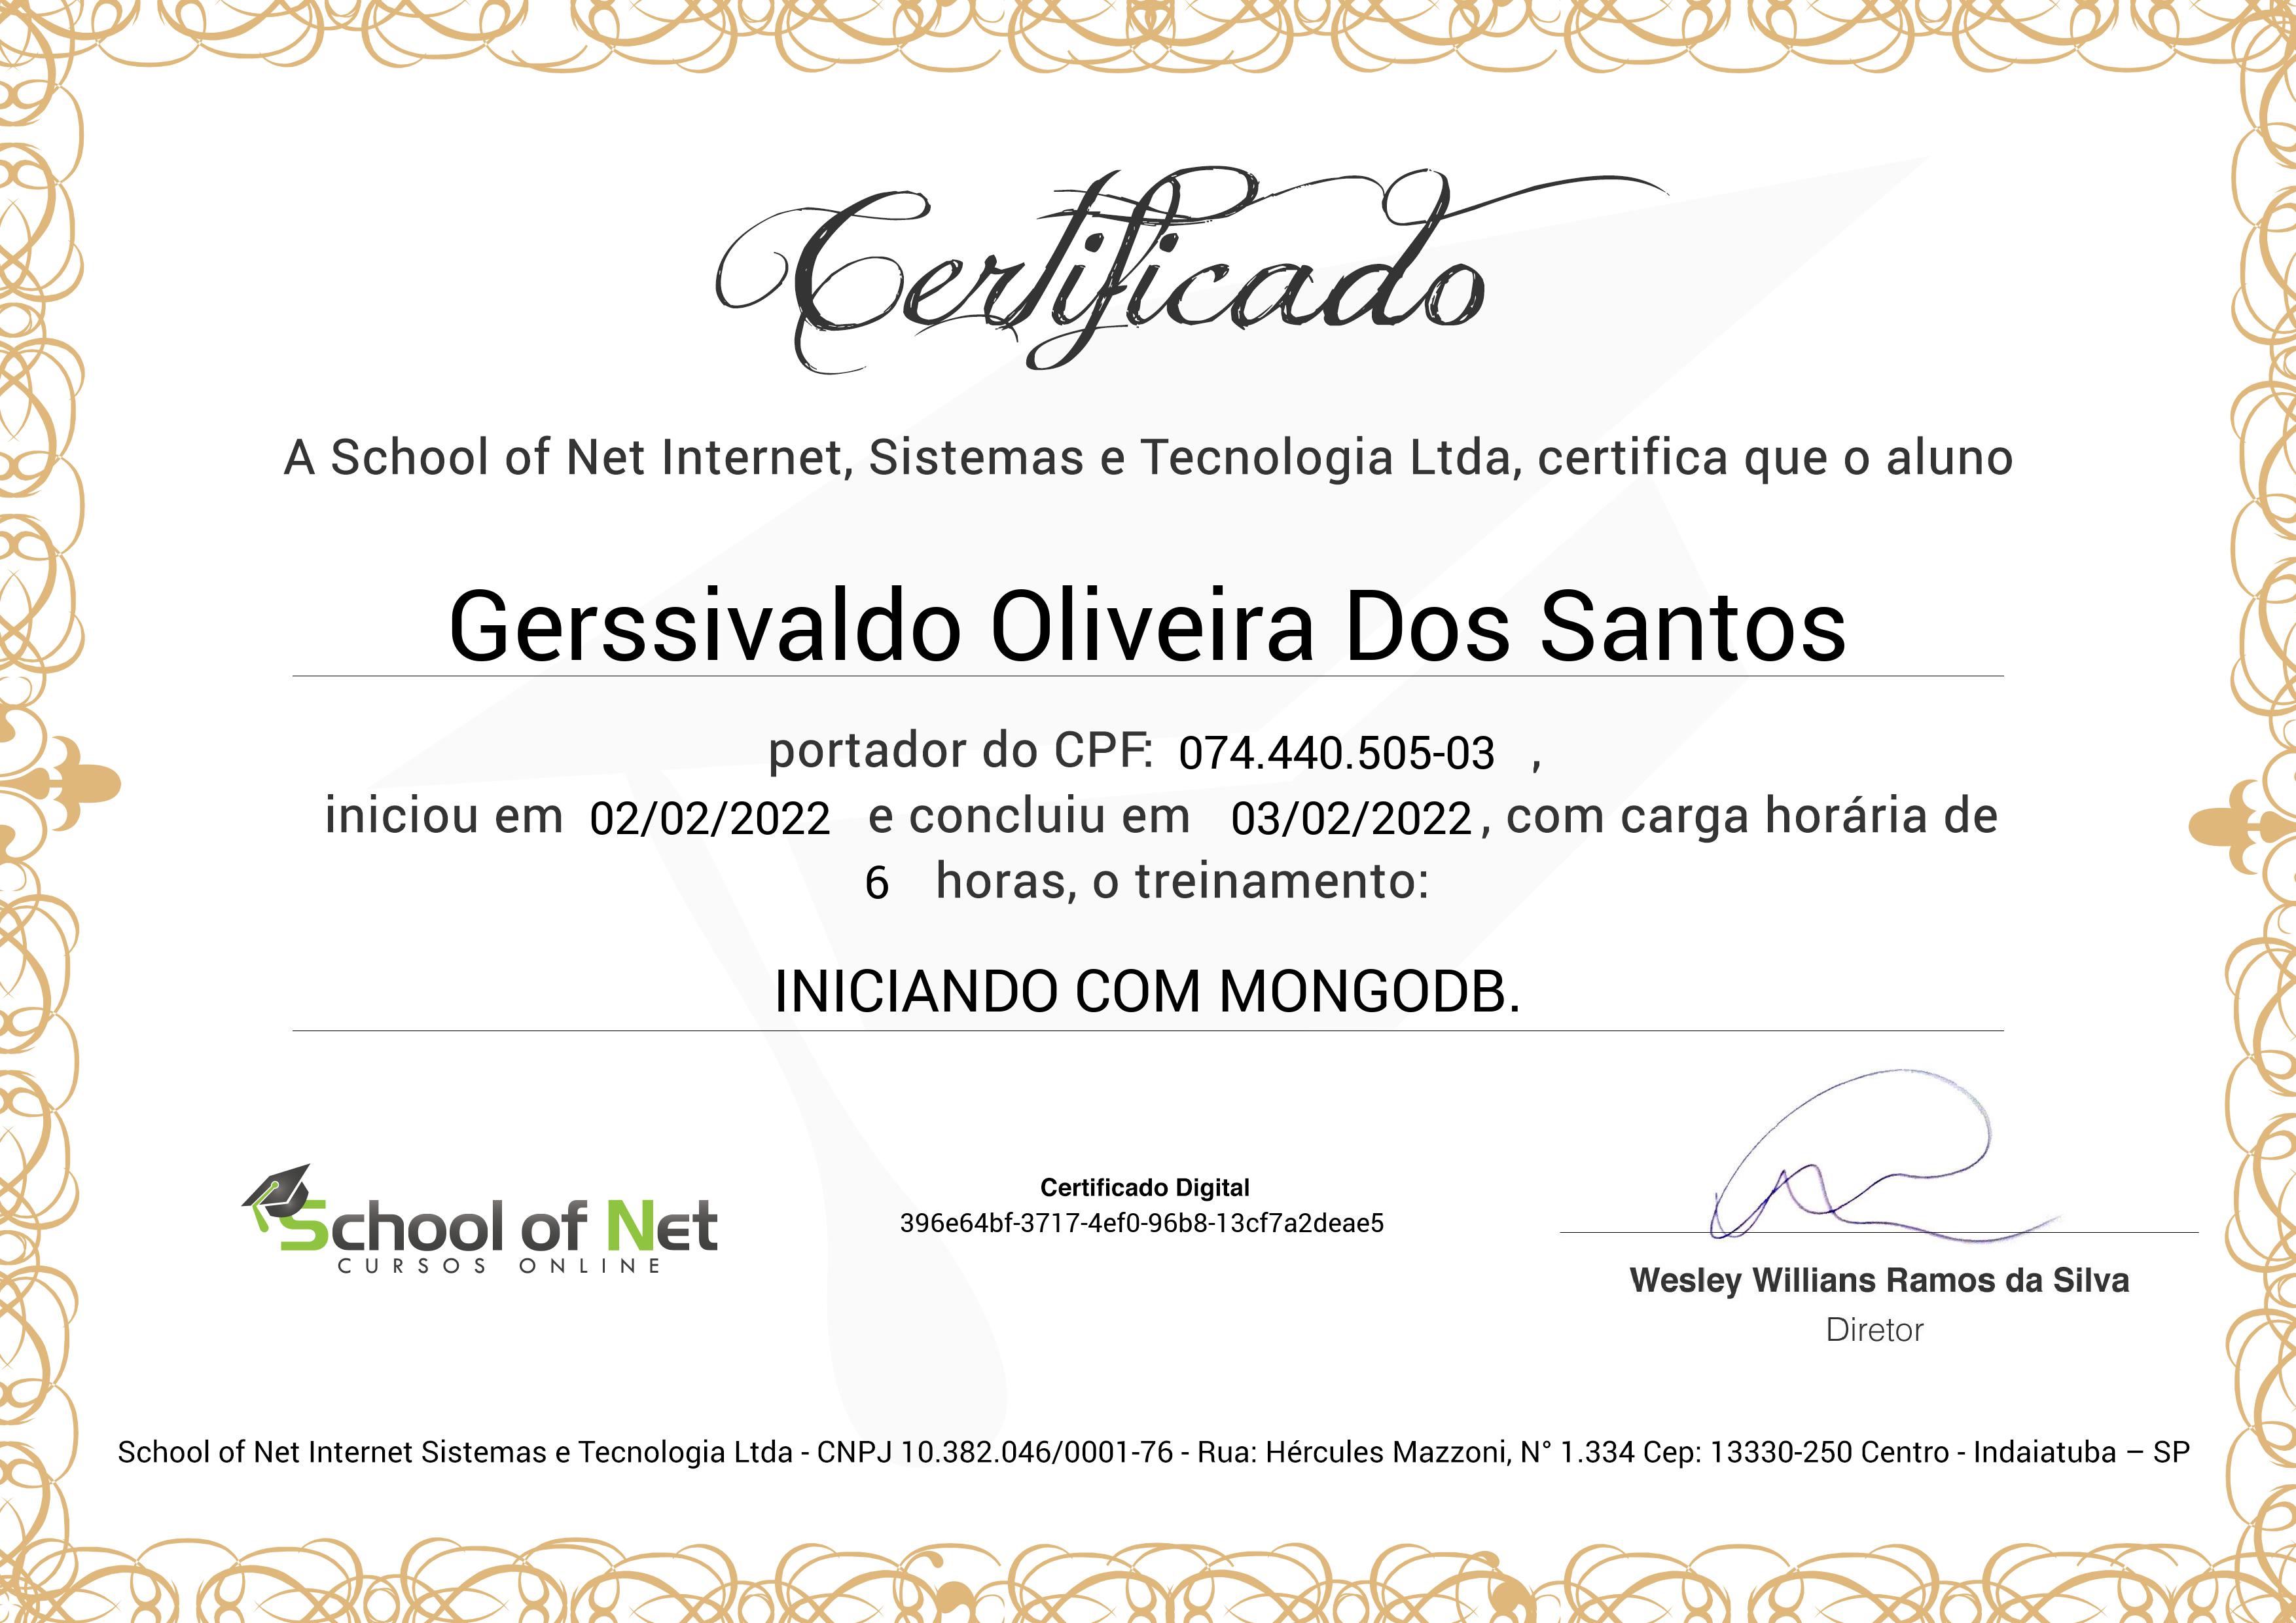 Certificado
A School of Net Internet, Sistemas e Tecnologia Ltda, certifica que o aluno
Gerssivaldo Oliveira Dos Santos
portador do CPF: 074.440.505-03 ,
iniciou em 02/02/2022 e concluiu em 03/02/2022, com carga horária de
6 horas, o treinamento:
INICIANDO COM MONGODB.
School of Net
CURSOS ONLINE
Certificado Digital
396e64bf-3717-4ef0-96b8-13cf7a2deae5
Wesley Willians Ramos da Silva
Diretor
School of Net Internet Sistemas e Tecnologia Ltda - CNPJ 10.382.046/0001-76 - Rua: Hércules Mazzoni, N° 1.334 Cep: 13330-250 Centro - Indaiatuba – SP